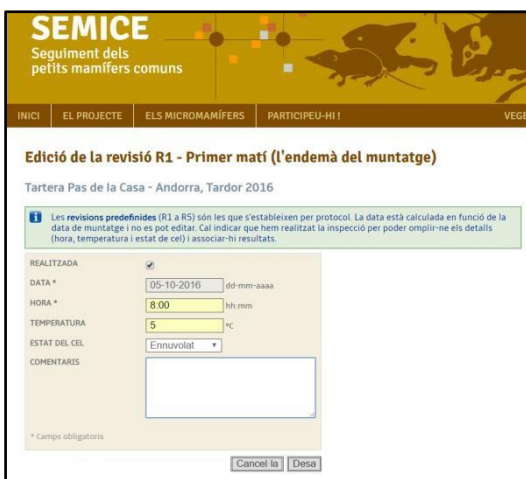 SEMICE
Seguiment dels
petits mamífers comuns
INICI EL PROJECTE ELS MICROMAMÍFERS PARTICIPEU-HI ! VEGE
Edició de la revisió R1 - Primer matí (l'endemà del muntatge)
Tartera Pas de la Casa - Andorra, Tardor 2016
i Les revisions predefinides (R1 a R5) són les que s'estableixen per protocol. La data està calculada en funció de la
data de muntatge i no es pot editar. Cal indicar que hem realitzat la inspecció per poder omplir-ne els detalls
(hora, temperatura i estat de cel) i associar-hi resultats.
REALITZADA
DATA * 05-10-2016 dd-mm-aaaa
HORA * 8:00 hh:mm
TEMPERATURA 5 ºC
ESTAT DEL CEL Ennuvolat
COMENTARIS
* Camps obligatoris
Cancel·la Desa